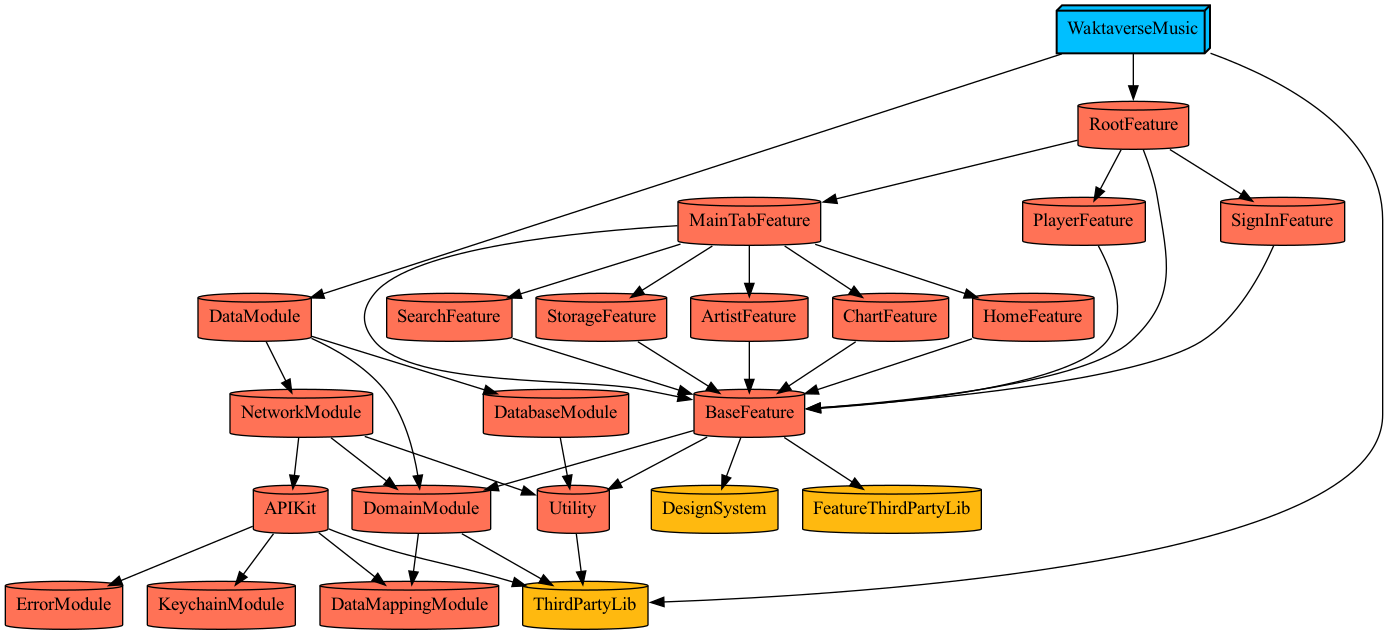 WaktaverseMusic
RootFeature
MainTabFeature
PlayerFeature
SignInFeature
DataModule
SearchFeature
StorageFeature
ArtistFeature
ChartFeature
HomeFeature
NetworkModule
DatabaseModule
BaseFeature
APIKit
DomainModule
Utility
DesignSystem
FeatureThirdPartyLib
ErrorModule
KeychainModule
DataMappingModule
ThirdPartyLib